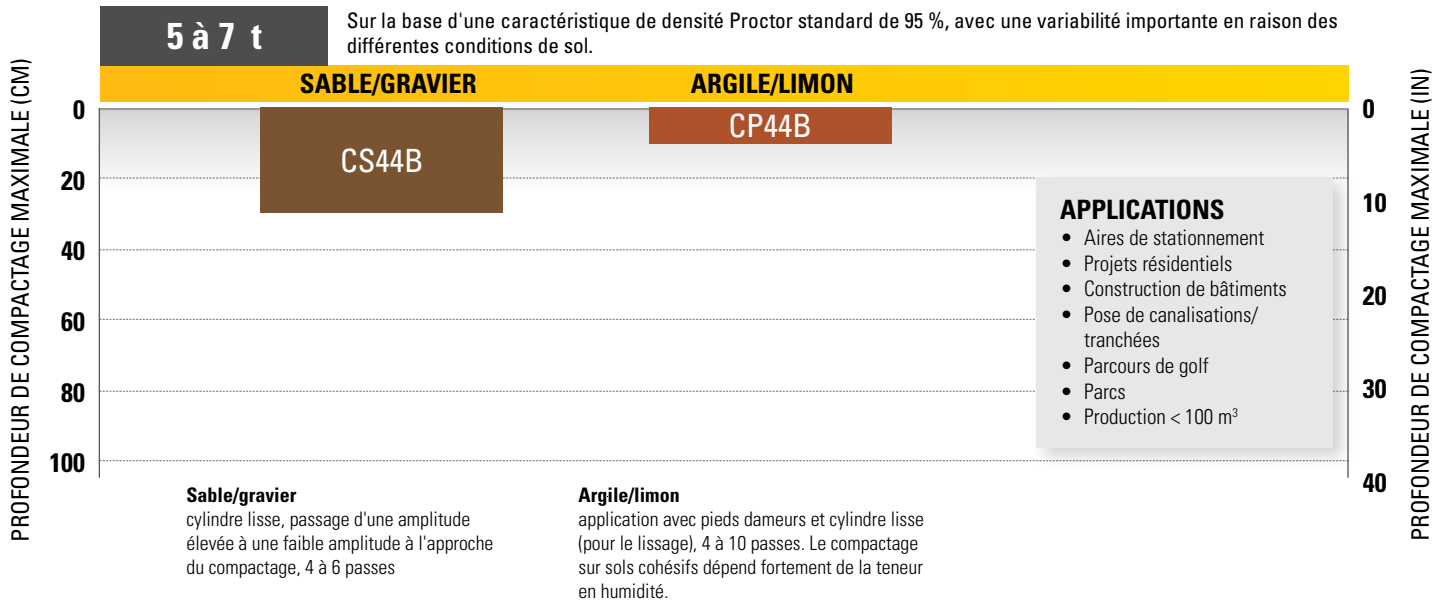 5 à 7 t
Sur la base d'une caractéristique de densité Proctor standard de 95 %, avec une variabilité importante en raison des
différentes conditions de sol.
SABLE/GRAVIER
ARGILE/LIMON
PROFONDEUR DE COMPACTAGE MAXIMALE (CM)
0
20
40
60
80
100
CS44B
CP44B
APPLICATIONS
• Aires de stationnement
• Projets résidentiels
• Construction de bâtiments
• Pose de canalisations/
tranchées
• Parcours de golf
• Parcs
• Production < 100 m³
0
10
20
30
40
PROFONDEUR DE COMPACTAGE MAXIMALE (IN)
Sable/gravier
cylindre lisse, passage d'une amplitude
élevée à une faible amplitude à l'approche
du compactage, 4 à 6 passes
Argile/limon
application avec pieds dameurs et cylindre lisse
(pour le lissage), 4 à 10 passes. Le compactage
sur sols cohésifs dépend fortement de la teneur
en humidité.